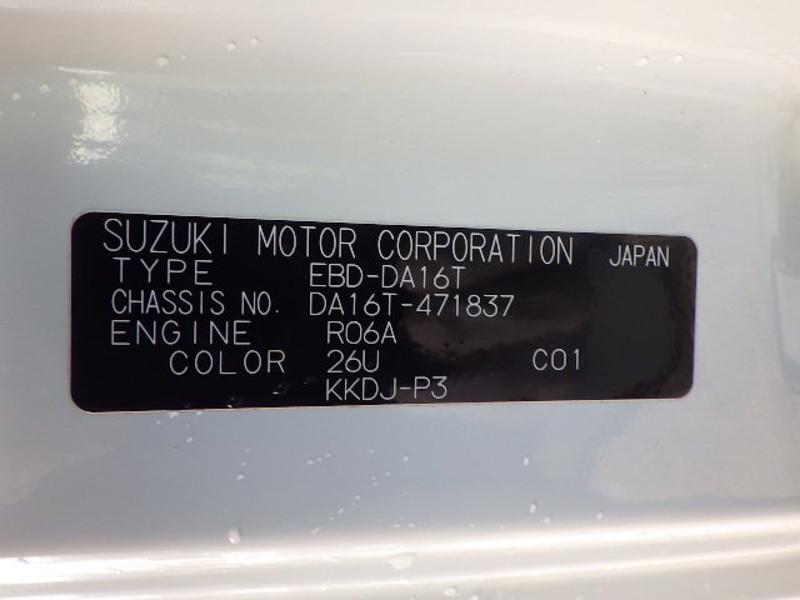 SUZUKI MOTOR CORPORATION JAPAN
TYPE EBD-DA16T
CHASSIS NO. DA16T-471837
ENGINE R06A
COLOR 26U C01
KKDJ-P3